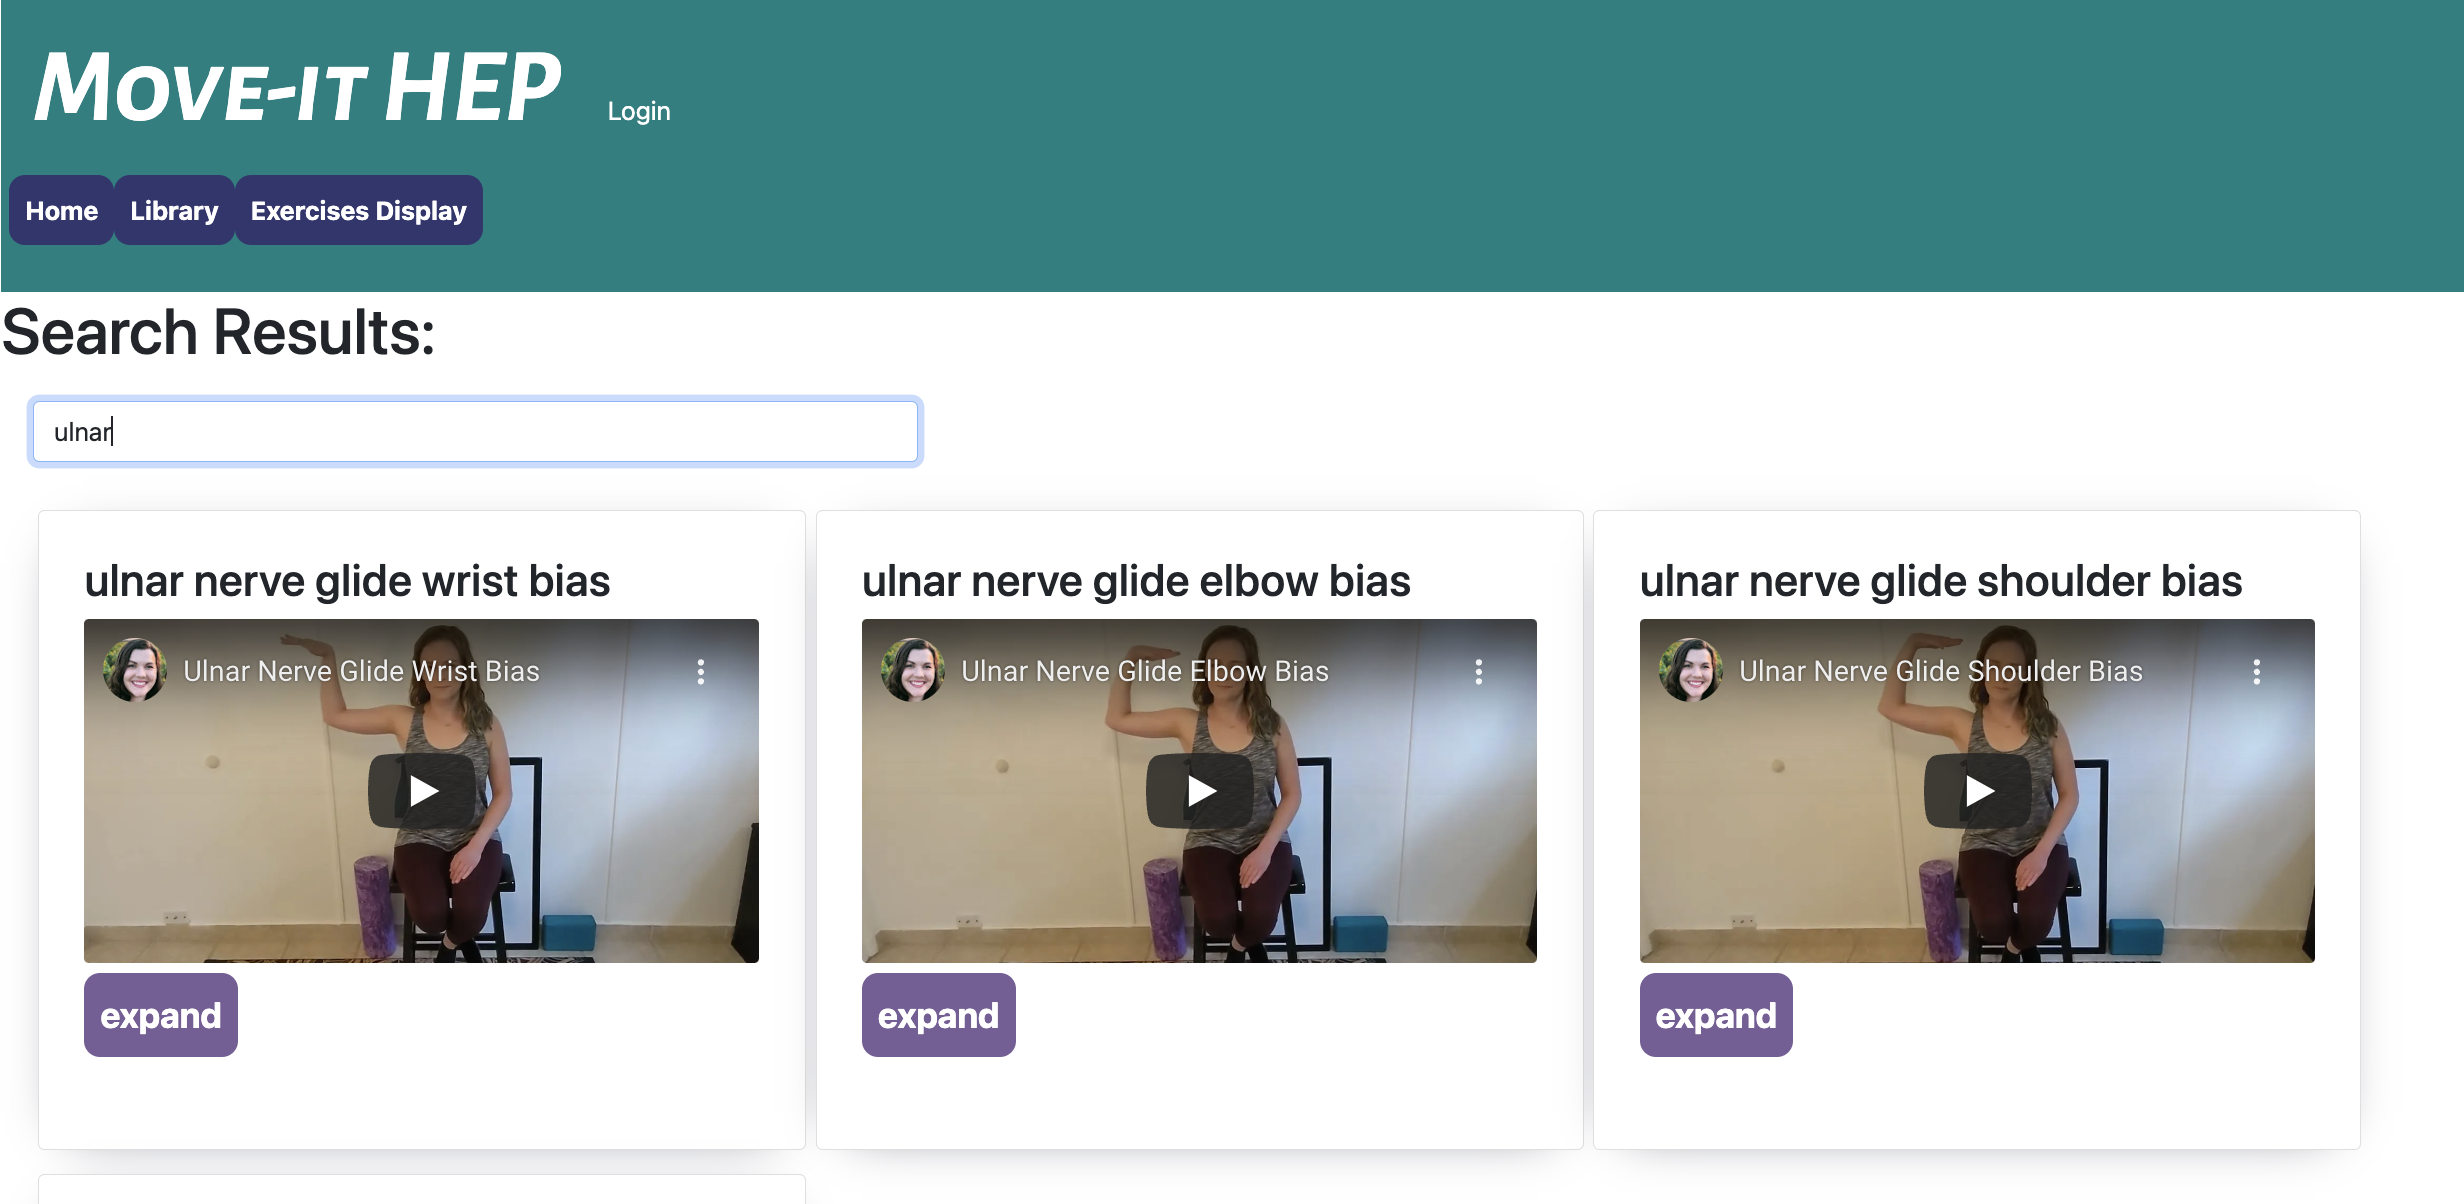 Move-it HEP Login
Home Library Exercises Display
Search Results:
ulnar
ulnar nerve glide wrist bias
Ulnar Nerve Glide Wrist Bias
expand
ulnar nerve glide elbow bias
Ulnar Nerve Glide Elbow Bias
expand
ulnar nerve glide shoulder bias
Ulnar Nerve Glide Shoulder Bias
expand